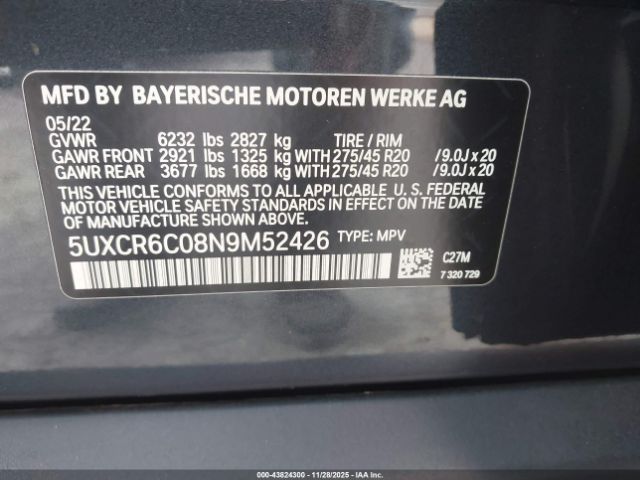 MFD BY BAYERISCHE MOTOREN WERKE AG
05/22
GVWR 6232 lbs 2827 kg TIRE / RIM
GAWR FRONT 2921 lbs 1325 kg WITH 275/45 R20 /9.0J x 20
GAWR REAR 3677 lbs 1668 kg WITH 275/45 R20 /9.0J x 20
THIS VEHICLE CONFORMS TO ALL APPLICABLE U. S. FEDERAL
MOTOR VEHICLE SAFETY STANDARDS IN EFFECT ON THE DATE
OF MANUFACTURE SHOWN ABOVE.
5UXCR6C08N9M52426 TYPE: MPV
C27M
7 320 729
000-43824300 - 11/28/2025 - IAAI Copyright